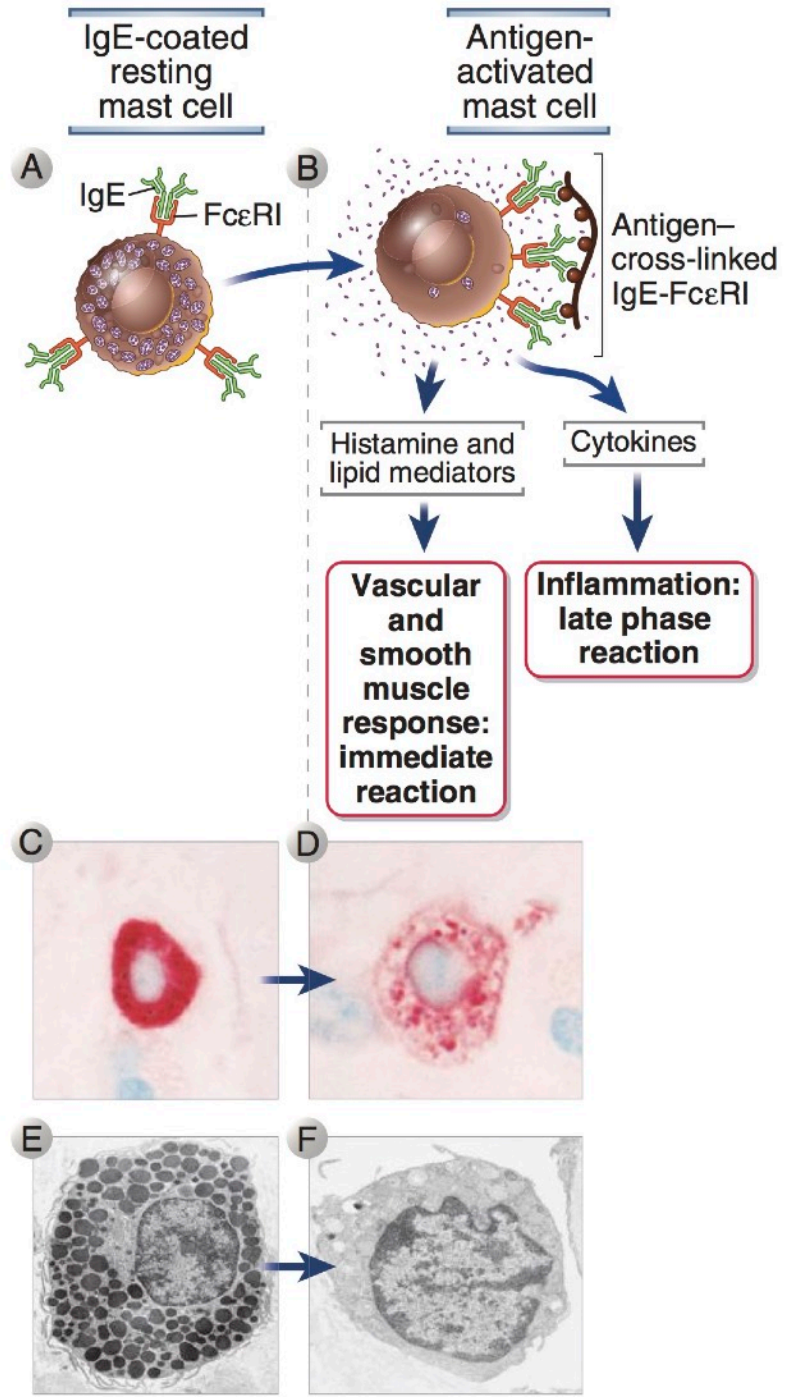 IgE-coated
resting
mast cell
Antigen-
activated
mast cell
A
IgE
FcεRI
B
Antigen–
cross-linked
IgE-FcεRI
Histamine and
lipid mediators
Cytokines
Vascular
and
smooth
muscle
response:
immediate
reaction
Inflammation:
late phase
reaction
C
D
E
F